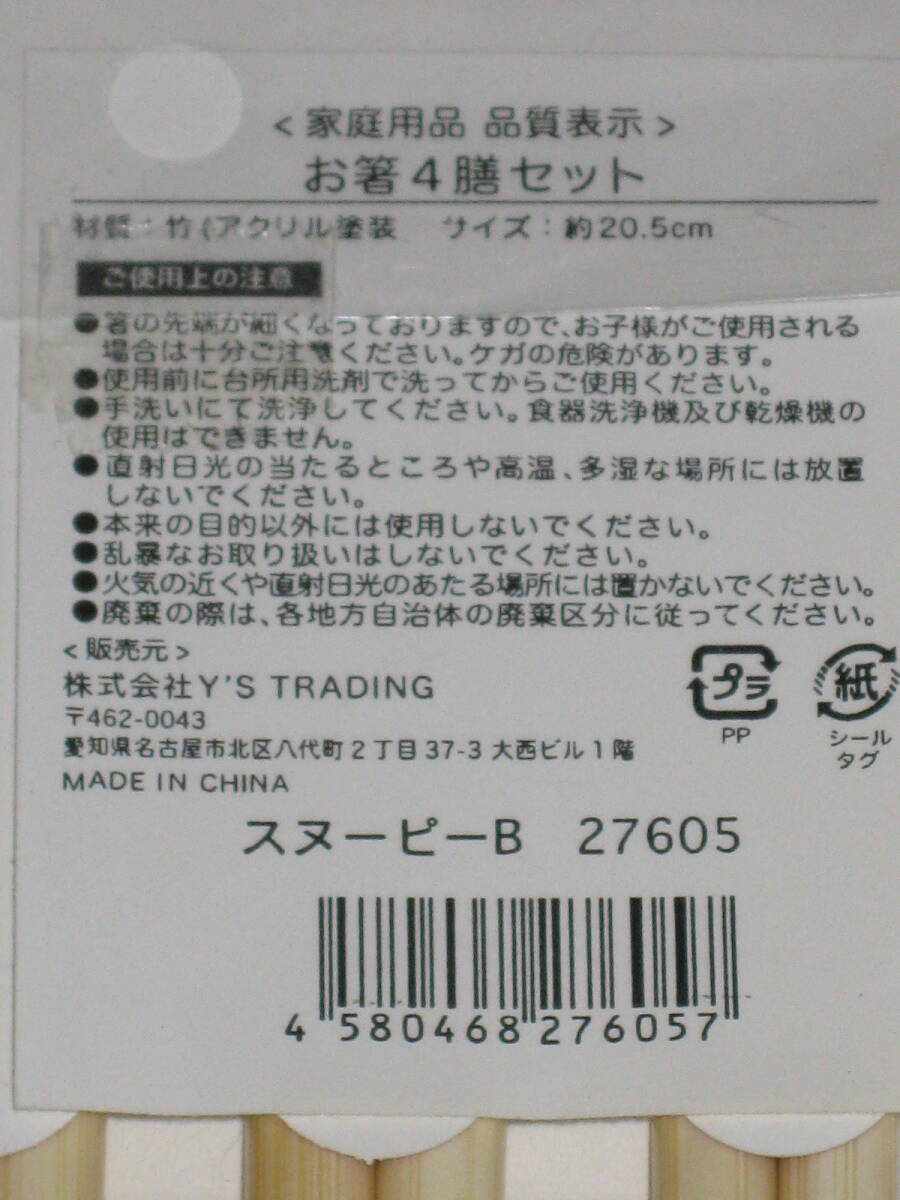 <家庭用品 品質表示>
お箸4膳セット
材質:竹(アクリル塗装 サイズ:約20.5cm
ご使用上の注意
●箸の先端が細くなっておりますので、お子様がご使用される
場合は十分ご注意ください。ケガの危険があります。
●使用前に台所用洗剤で洗ってからご使用ください。
●手洗いにて洗浄してください。食器洗浄機及び乾燥機の
使用はできません。
●直射日光の当たるところや高温、多湿な場所には放置
しないでください。
●本来の目的以外には使用しないでください。
●乱暴なお取り扱いはしないでください。
●火気の近くや直射日光のあたる場所には置かないでください。
●廃棄の際は、各地方自治体の廃棄区分に従ってください。
<販売元>
株式会社Y'S TRADING
〒462-0043
愛知県名古屋市北区八代町2丁目37-3 大西ビル1階
MADE IN CHINA
プラ
PP
紙
シール
タグ
スヌーピーB 27605
4 580468 276057